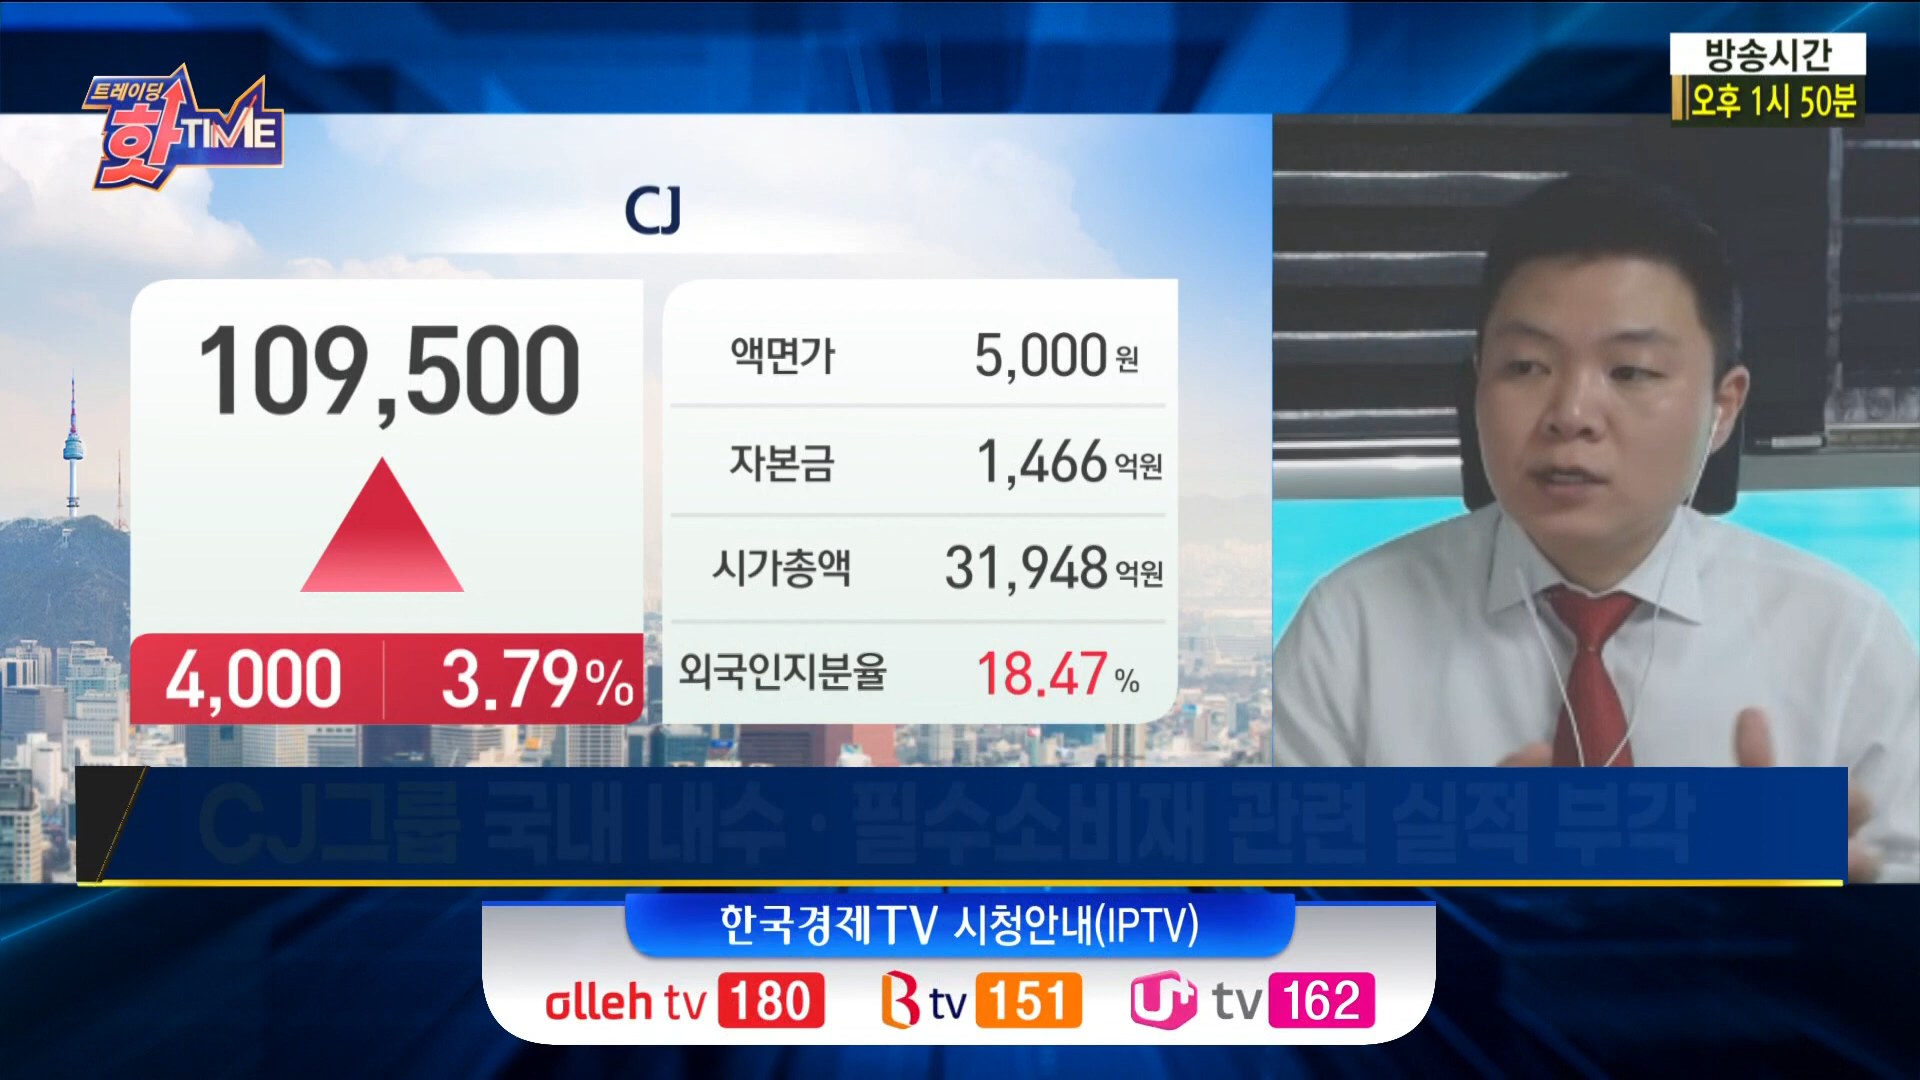 방송시간
오후 1시 50분
트레이딩
핫TIME
CJ
109,500
4,000 3.79%
액면가 5,000 원
자본금 1,466 억원
시가총액 31,948 억원
외국인지분율 18.47 %
CJ그룹 국내 내수·필수소비재 관련 실적 부각
한국경제TV 시청안내(IPTV)
olleh tv 180 B tv 151 U+ tv 162